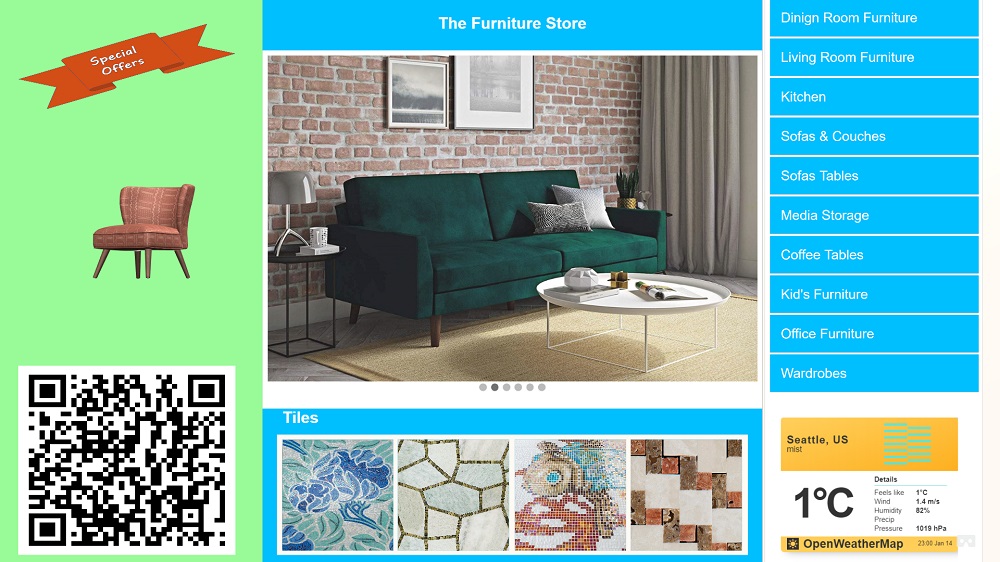 Special
Offers
The Furniture Store
Tiles
Dinign Room Furniture
Living Room Furniture
Kitchen
Sofas & Couches
Sofas Tables
Media Storage
Coffee Tables
Kid's Furniture
Office Furniture
Wardrobes
Seattle, US
mist
1°C
Details
Feels like 1°C
Wind 1.4 m/s
Humidity 82%
Precip
Pressure 1019 hPa
OpenWeatherMap 23:00 Jan 14